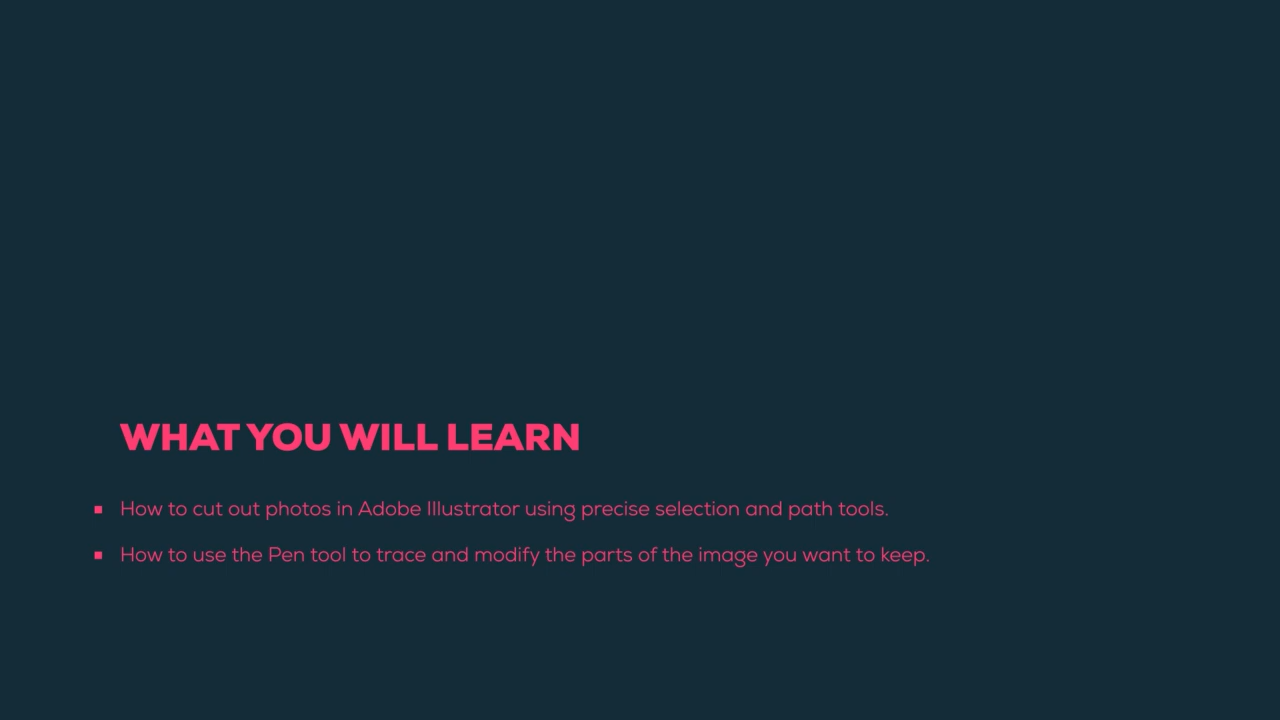 WHAT YOU WILL LEARN
▪ How to cut out photos in Adobe Illustrator using precise selection and path tools.
▪ How to use the Pen tool to trace and modify the parts of the image you want to keep.